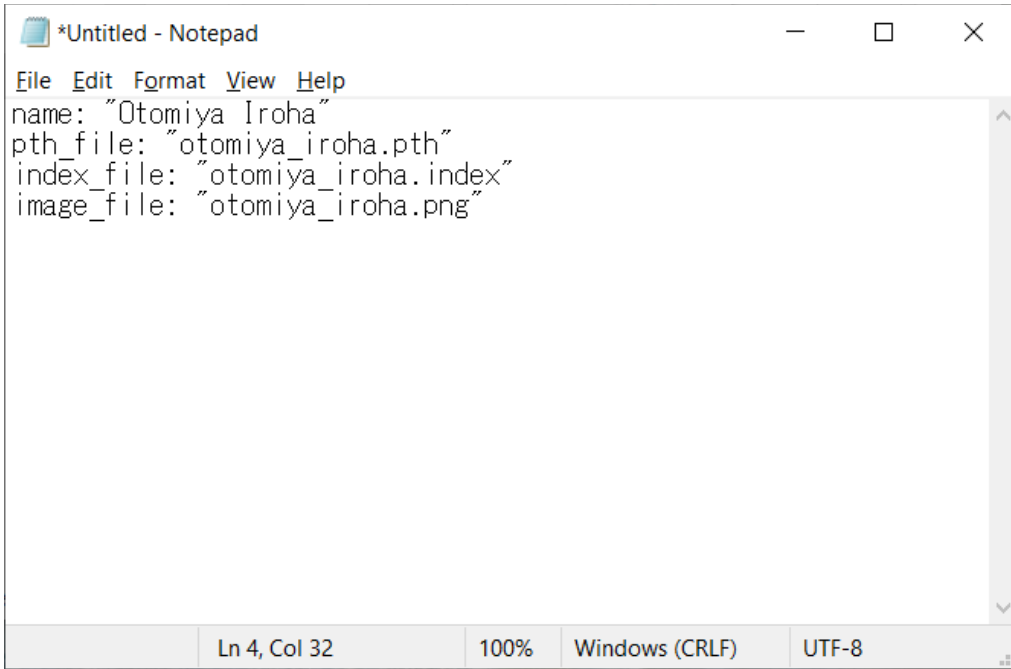 *Untitled - Notepad
File Edit Format View Help
name: "Otomiya Iroha"
pth_file: "otomiya_iroha.pth"
index_file: "otomiya_iroha.index"
image_file: "otomiya_iroha.png"
Ln 4, Col 32 100% Windows (CRLF) UTF-8